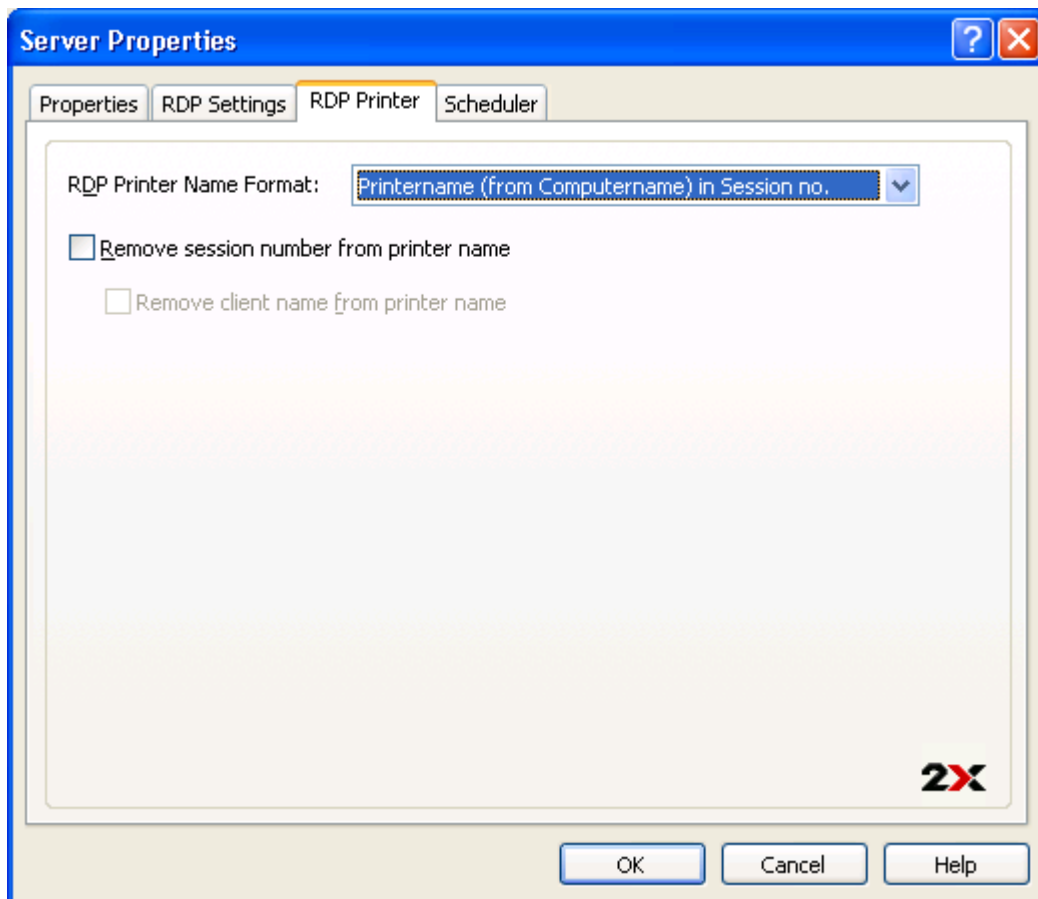 Server Properties
Properties RDP Settings RDP Printer Scheduler
RDP Printer Name Format: Printername (from Computername) in Session no.
Remove session number from printer name
Remove client name from printer name
2X
OK Cancel Help